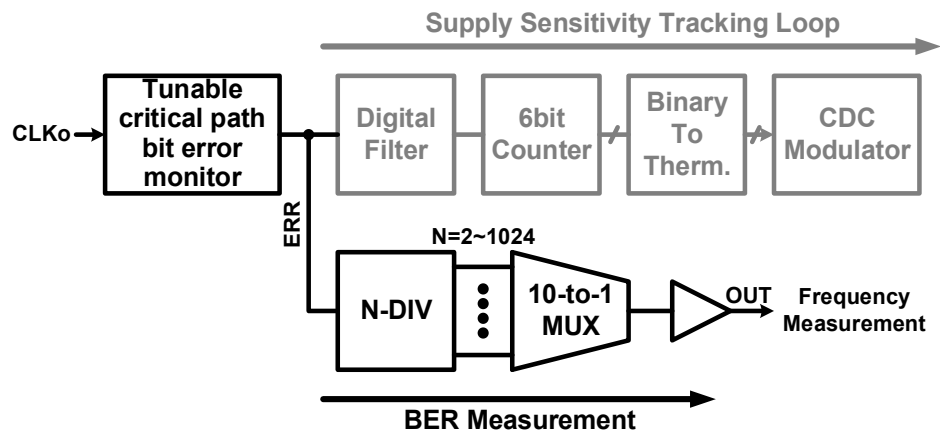 Supply Sensitivity Tracking Loop
CLKo
Tunable
critical path
bit error
monitor
Digital
Filter
6bit
Counter
Binary
To
Therm.
CDC
Modulator
ERR
N=2~1024
N-DIV
10-to-1
MUX
OUT
Frequency
Measurement
BER Measurement